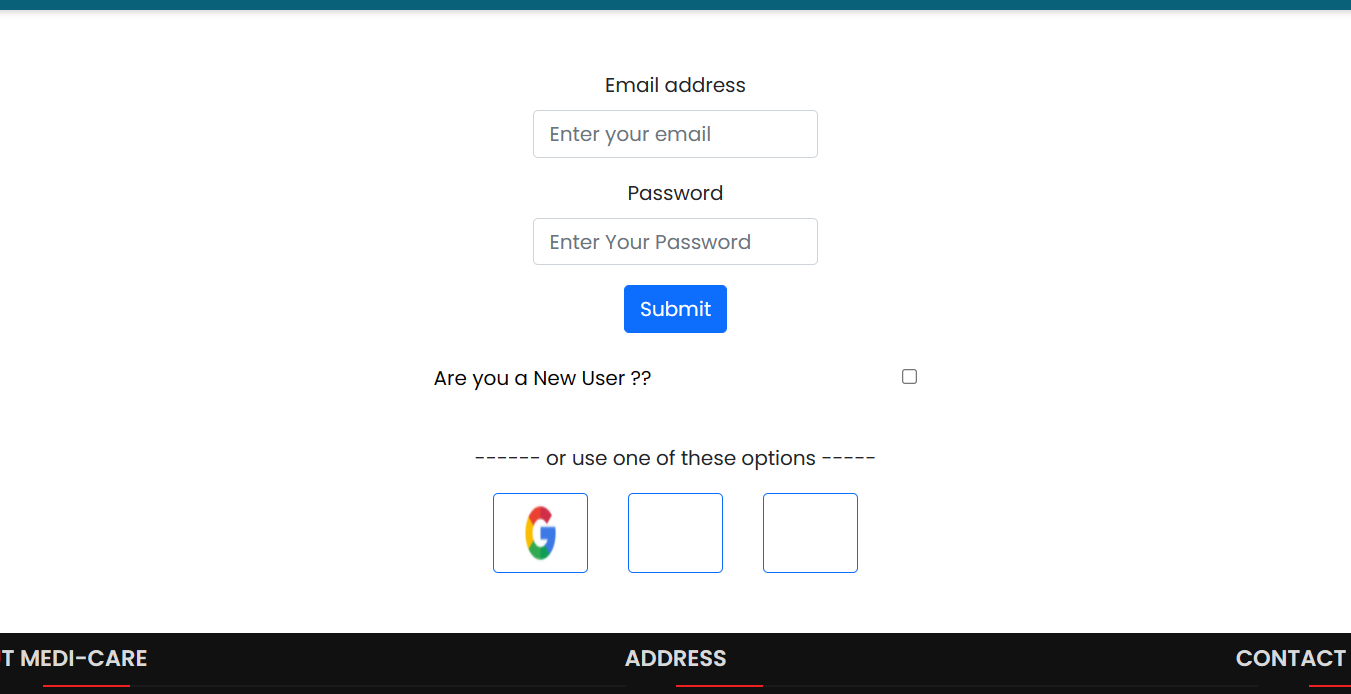 Email address
Enter your email
Password
Enter Your Password
Submit
Are you a New User ??
------ or use one of these options -----
G
T MEDI-CARE
ADDRESS
CONTACT